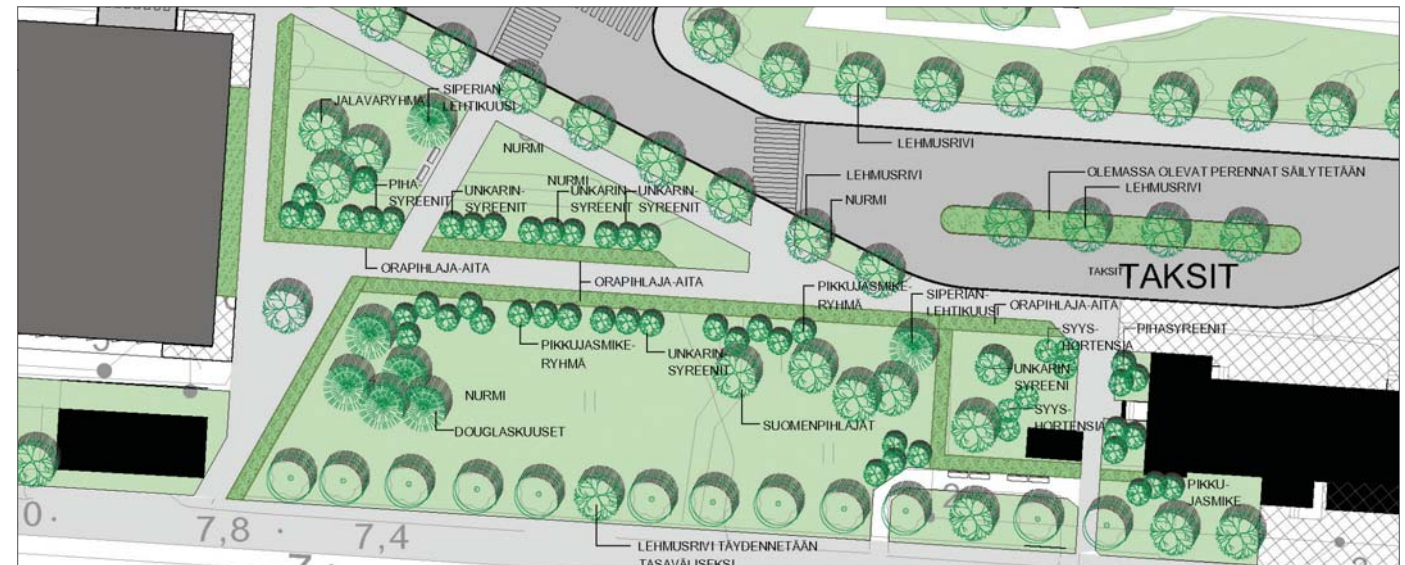 JALAVARYHMÄ
SIPERIAN
LEHTIKUUSI
NURMI
NURMI
PIHA-
SYREENIT
UNKARIN-
SYREENIT
UNKARIN-
SYREENIT
UNKARIN-
SYREENIT
LEHMUSRIVI
LEHMUSRIVI
NURMI
OLEMASSA OLEVAT PERENNAT SÄILYTETÄÄN
LEHMUSRIVI
TAKSIT
TAKSIT
ORAPIHLAJA-AITA
ORAPIHLAJA-AITA
PIKKUJASMIKE-
RYHMÄ
SIPERIAN-
LEHTIKUUSI
ORAPIHLAJA-AITA
SYYS-
HORTENSIA
PIHASYREENIT
PIKKUJASMIKE-
RYHMÄ
UNKARIN-
SYREENIT
UNKARIN-
SYREENI
NURMI
DOUGLASKUUSET
SUOMENPIHLAJAT
SYYS-
HORTENSIA
PIKKU-
JASMIKE
7,8
7,4
LEHMUSRIVI TÄYDENNETÄÄN
TASAVÄLISEKSI